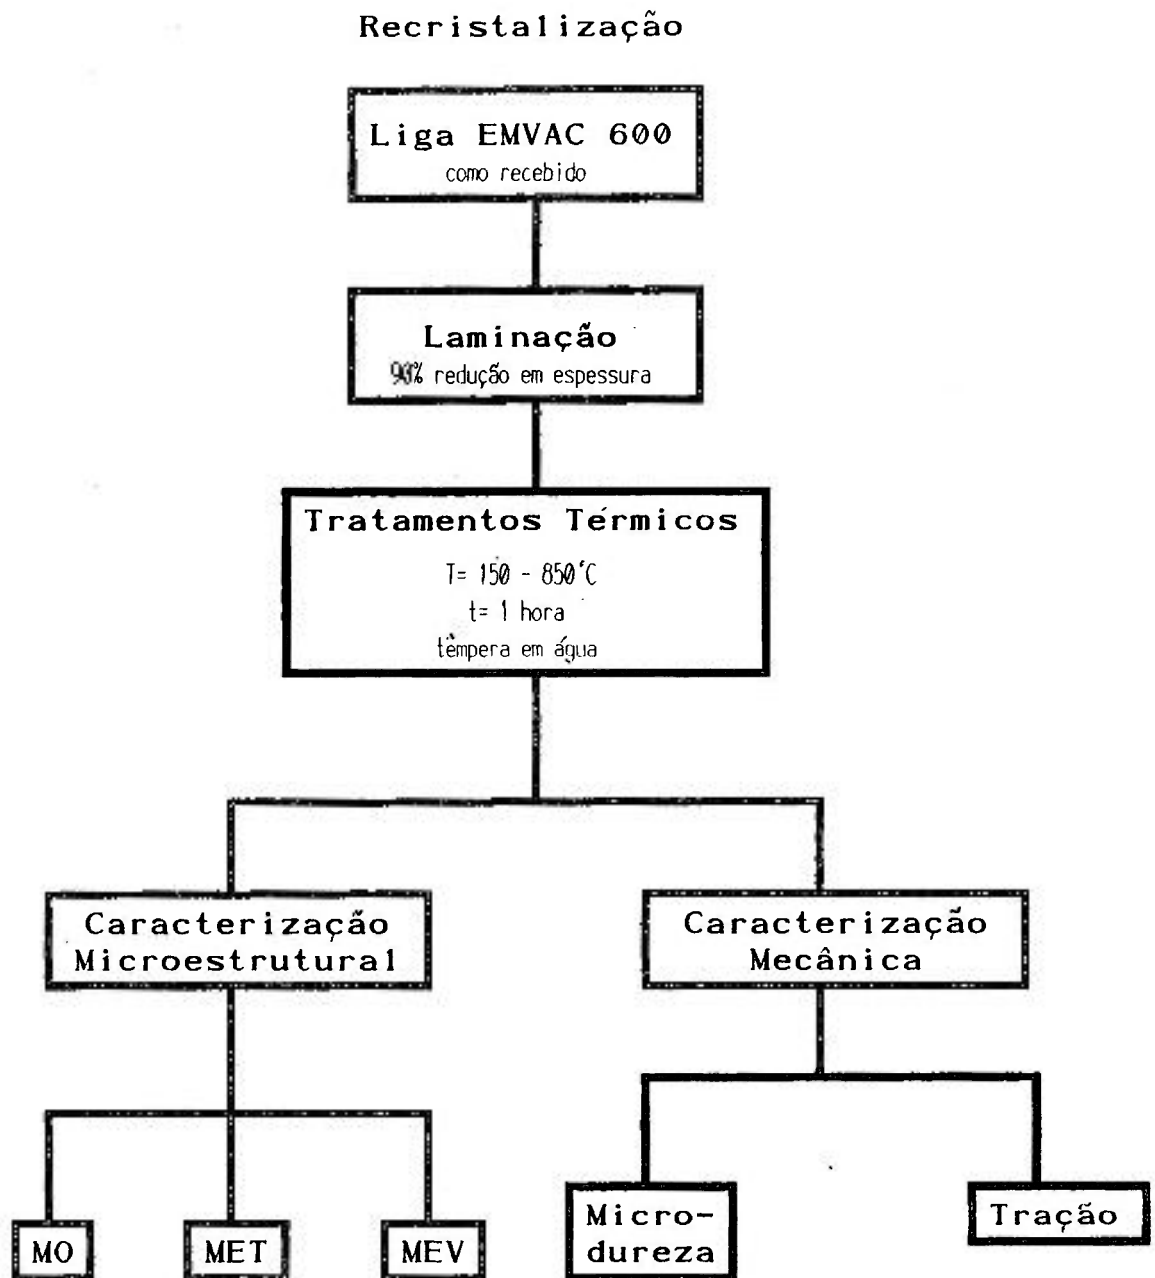 Recristalização
Liga EMVAC 600
como recebido
Laminação
90% redução em espessura
Tratamentos Térmicos
T= 150 - 850°C
t= 1 hora
têmpera em água
Caracterização
Microestrutural
Caracterização
Mecânica
MO
MET
MEV
Micro-
dureza
Tração